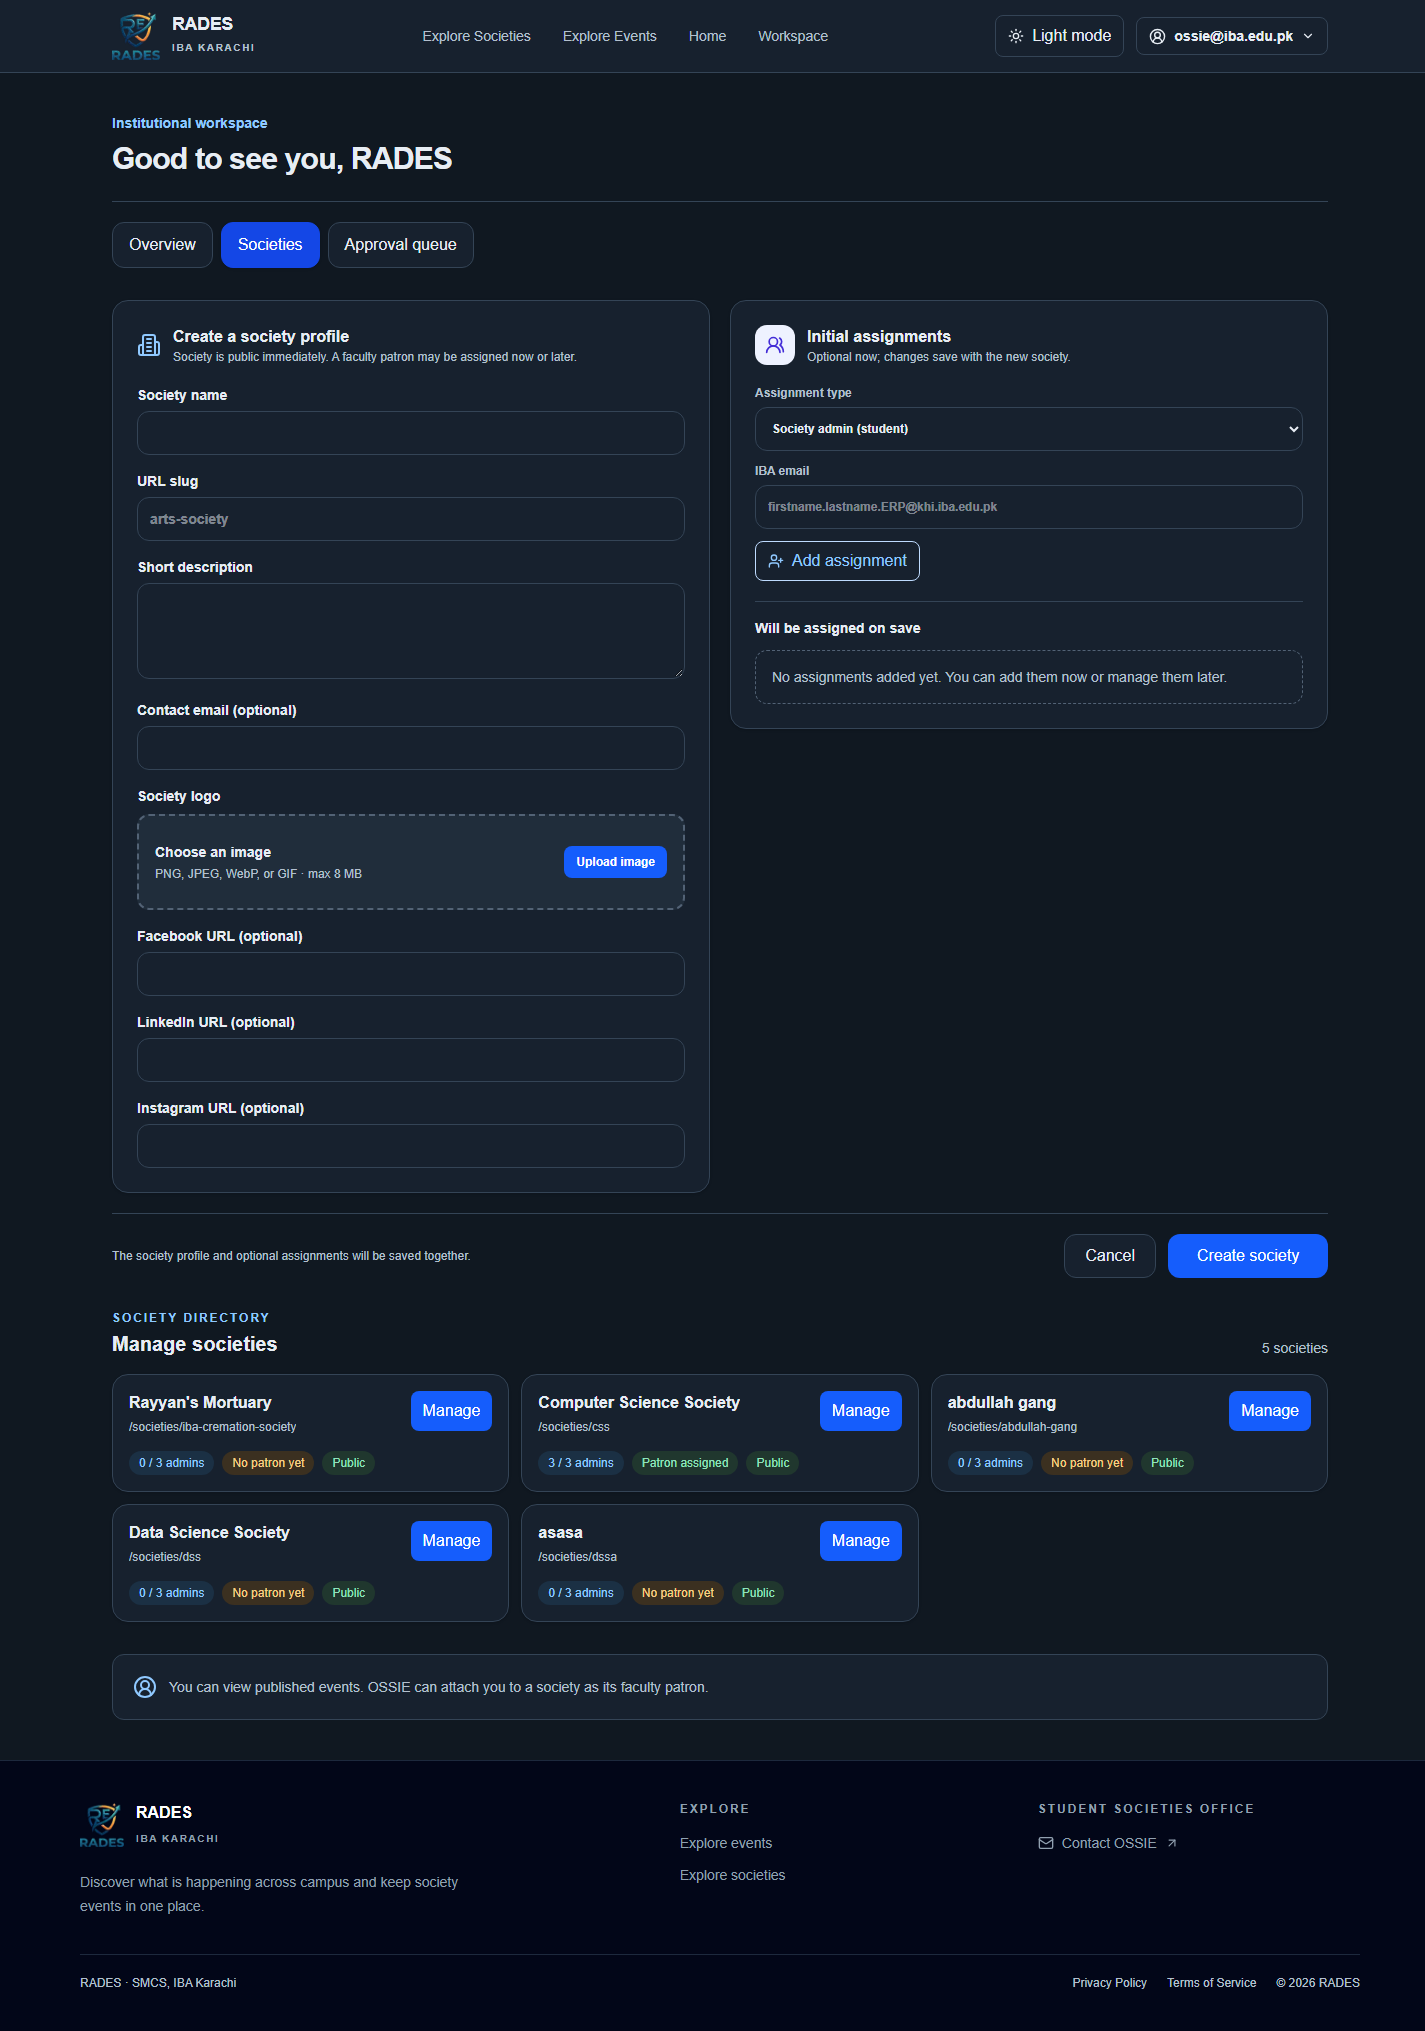 RADES
RADES
IBA KARACHI
Explore Societies
Explore Events
Home
Workspace
Light mode
ossie@iba.edu.pk
Institutional workspace
Good to see you, RADES
Overview
Societies
Approval queue
Create a society profile
Society is public immediately. A faculty patron may be assigned now or later.
Society name
URL slug
arts-society
Short description
Contact email (optional)
Society logo
Choose an image
PNG, JPEG, WebP, or GIF · max 8 MB
Upload image
Facebook URL (optional)
LinkedIn URL (optional)
Instagram URL (optional)
Initial assignments
Optional now; changes save with the new society.
Assignment type
Society admin (student)
IBA email
firstname.lastname.ERP@khi.iba.edu.pk
Add assignment
Will be assigned on save
No assignments added yet. You can add them now or manage them later.
The society profile and optional assignments will be saved together.
Cancel
Create society
SOCIETY DIRECTORY
Manage societies
5 societies
Rayyan's Mortuary
/societies/iba-cremation-society
Manage
0 / 3 admins
No patron yet
Public
Computer Science Society
/societies/css
Manage
3 / 3 admins
Patron assigned
Public
abdullah gang
/societies/abdullah-gang
Manage
0 / 3 admins
No patron yet
Public
Data Science Society
/societies/dss
Manage
0 / 3 admins
No patron yet
Public
asasa
/societies/dssa
Manage
0 / 3 admins
No patron yet
Public
You can view published events. OSSIE can attach you to a society as its faculty patron.
RADES
RADES
IBA KARACHI
Discover what is happening across campus and keep society
events in one place.
EXPLORE
Explore events
Explore societies
STUDENT SOCIETIES OFFICE
Contact OSSIE
RADES · SMCS, IBA Karachi
Privacy Policy
Terms of Service
© 2026 RADES